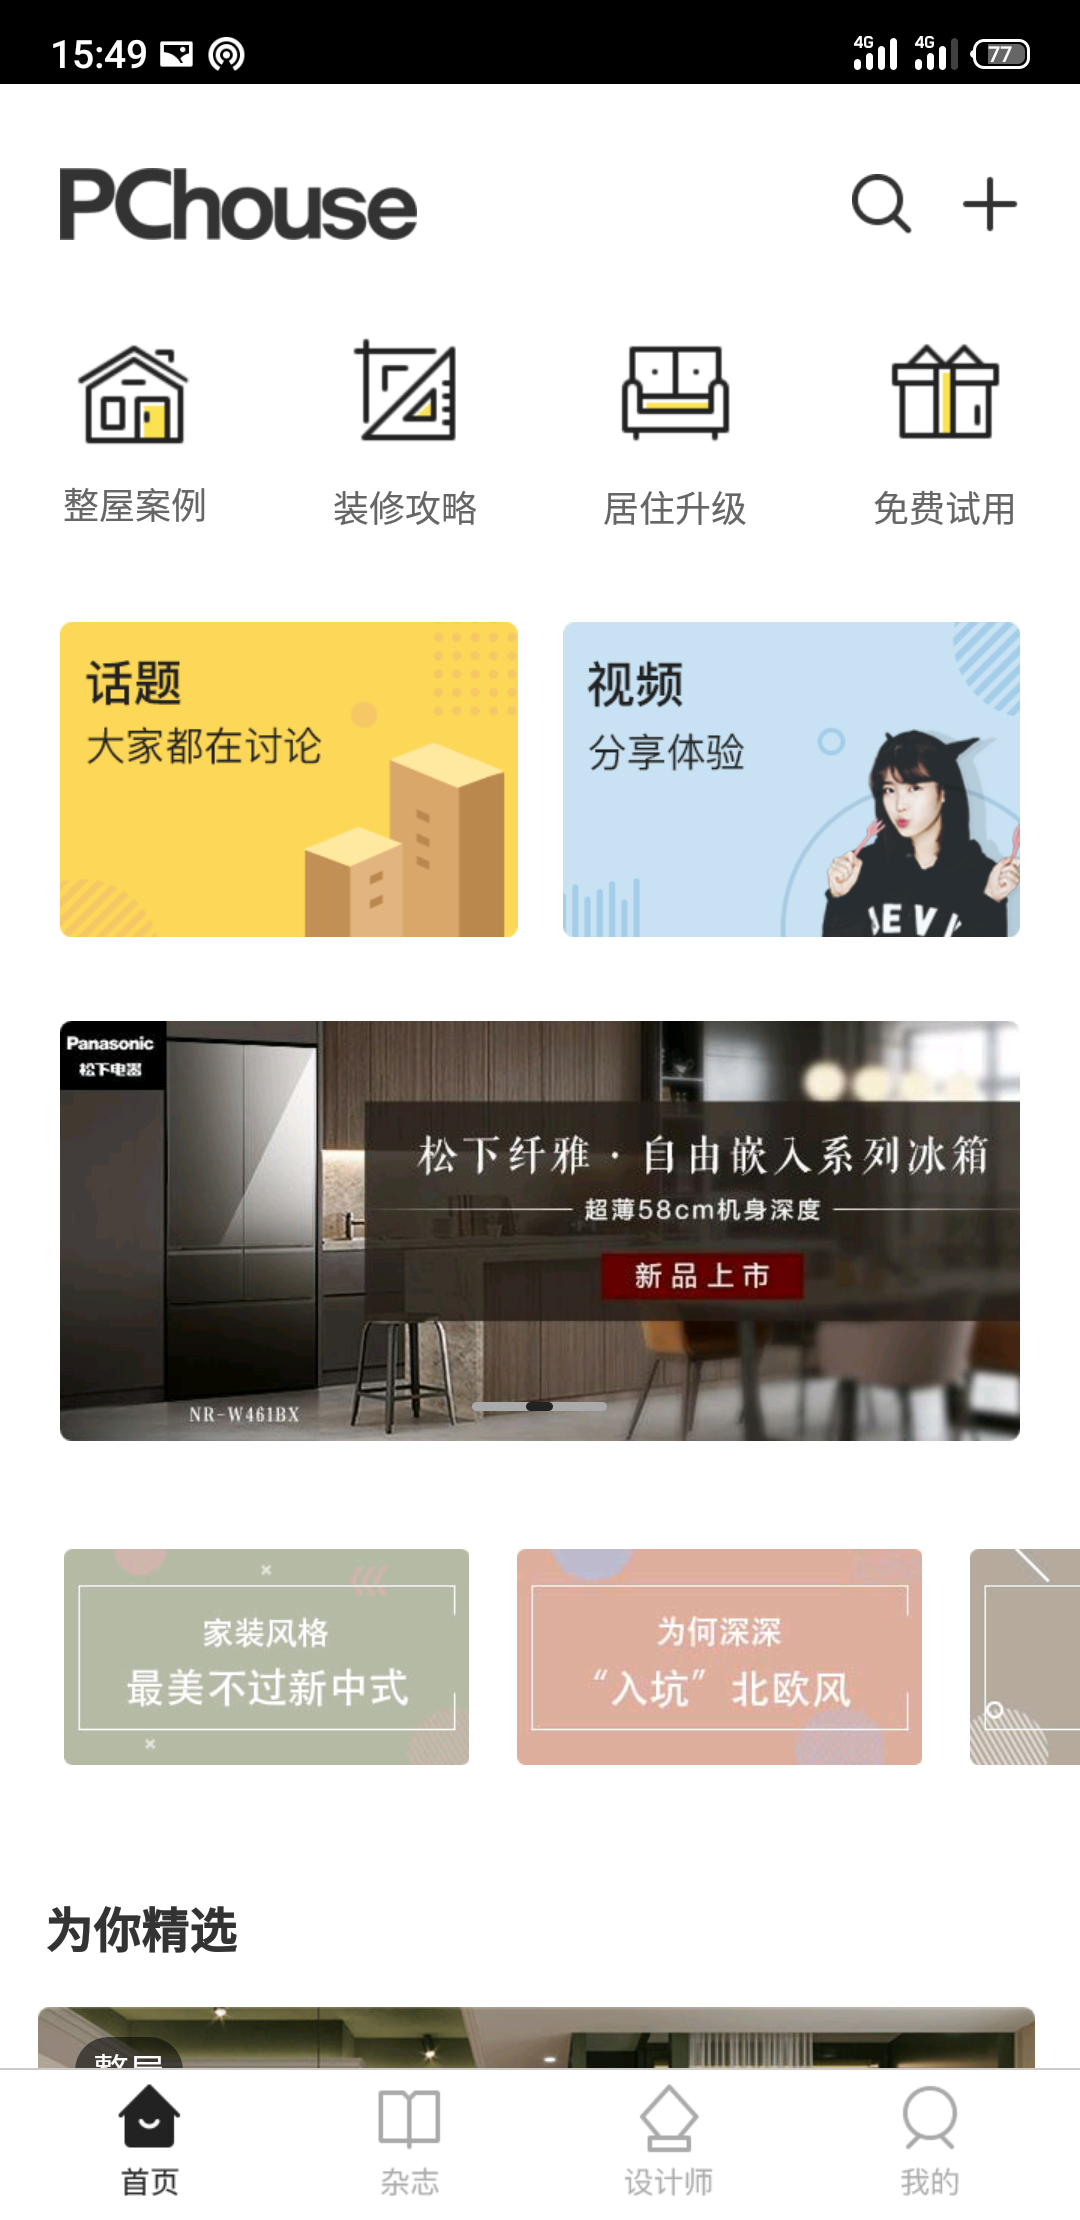 15:49
4G
4G
77
PChouse
整屋案例
装修攻略
居住升级
免费试用
话题
大家都在讨论
视频
分享体验
Panasonic
松下电器
松下纤雅·自由嵌入系列冰箱
超薄58cm机身深度
新品上市
NR-W461BX
家装风格
最美不过新中式
为何深深
“入坑”北欧风
为你精选
首页
杂志
设计师
我的